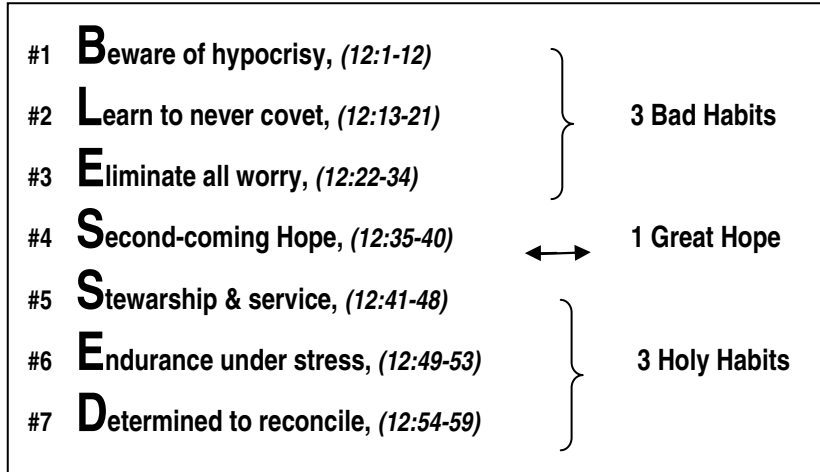 #1 Beware of hypocrisy, (12:1-12)
#2 Learn to never covet, (12:13-21) 3 Bad Habits
#3 Eliminate all worry, (12:22-34)
#4 Second-coming Hope, (12:35-40) 1 Great Hope
#5 Stewarship & service, (12:41-48)
#6 Endurance under stress, (12:49-53) 3 Holy Habits
#7 Determined to reconcile, (12:54-59)